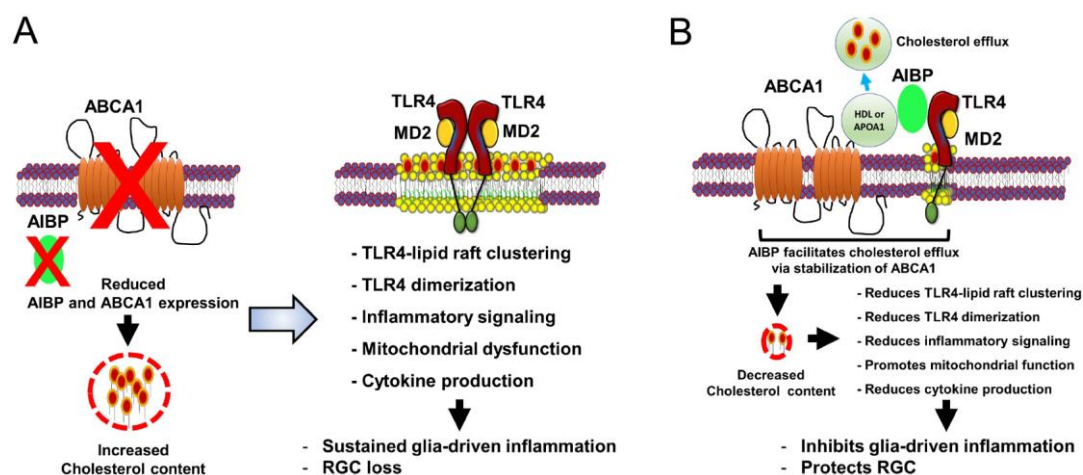 A
ABCA1
AIBP
Reduced
AIBP and ABCA1 expression
Increased
Cholesterol content
TLR4 TLR4
MD2 MD2
- TLR4-lipid raft clustering
- TLR4 dimerization
- Inflammatory signaling
- Mitochondrial dysfunction
- Cytokine production
- Sustained glia-driven inflammation
- RGC loss
B
Cholesterol efflux
AIBP
ABCA1
HDL or
APOA1
TLR4
MD2
AIBP facilitates cholesterol efflux
via stabilization of ABCA1
Decreased
Cholesterol content
- Reduces TLR4-lipid raft clustering
- Reduces TLR4 dimerization
- Reduces inflammatory signaling
- Promotes mitochondrial function
- Reduces cytokine production
- Inhibits glia-driven inflammation
- Protects RGC